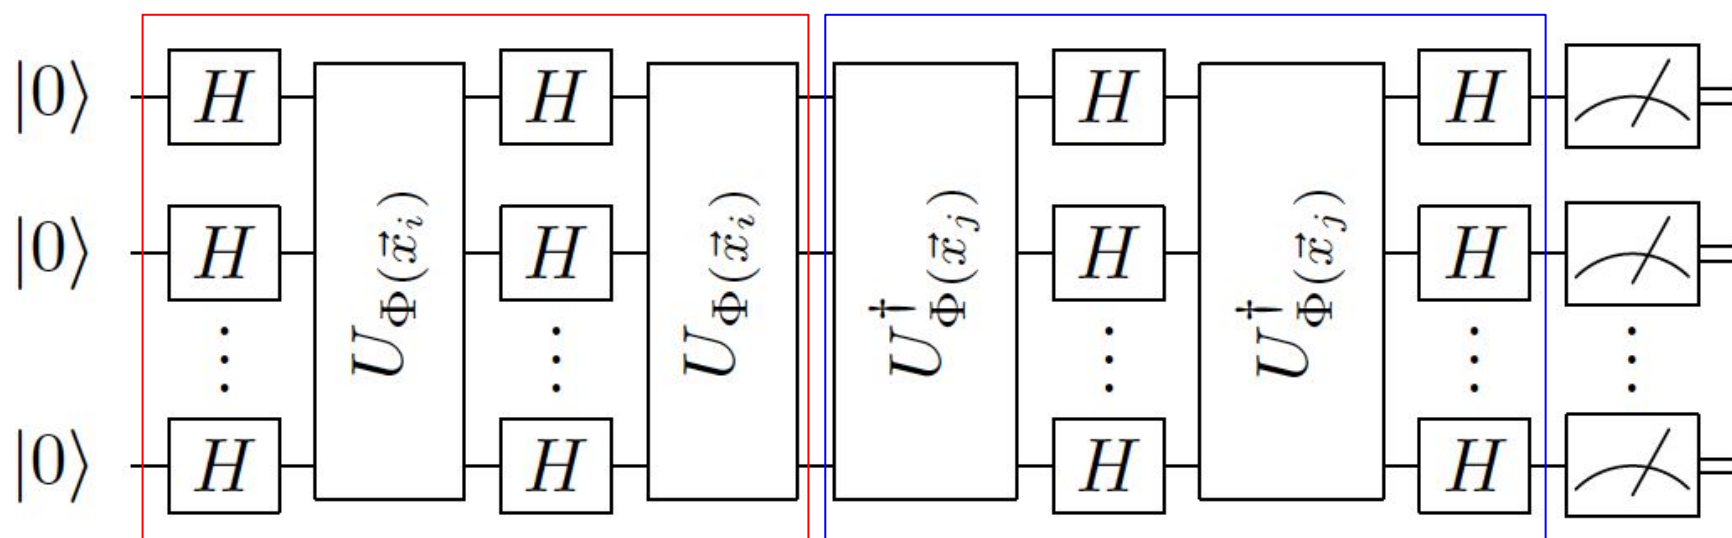 |0⟩ H H H H
|0⟩ H H H H
U_Φ(x⃗_i) U_Φ(x⃗_i) U†_Φ(x⃗_j) U†_Φ(x⃗_j)
⋮ ⋮ ⋮ ⋮ ⋮
|0⟩ H H H H